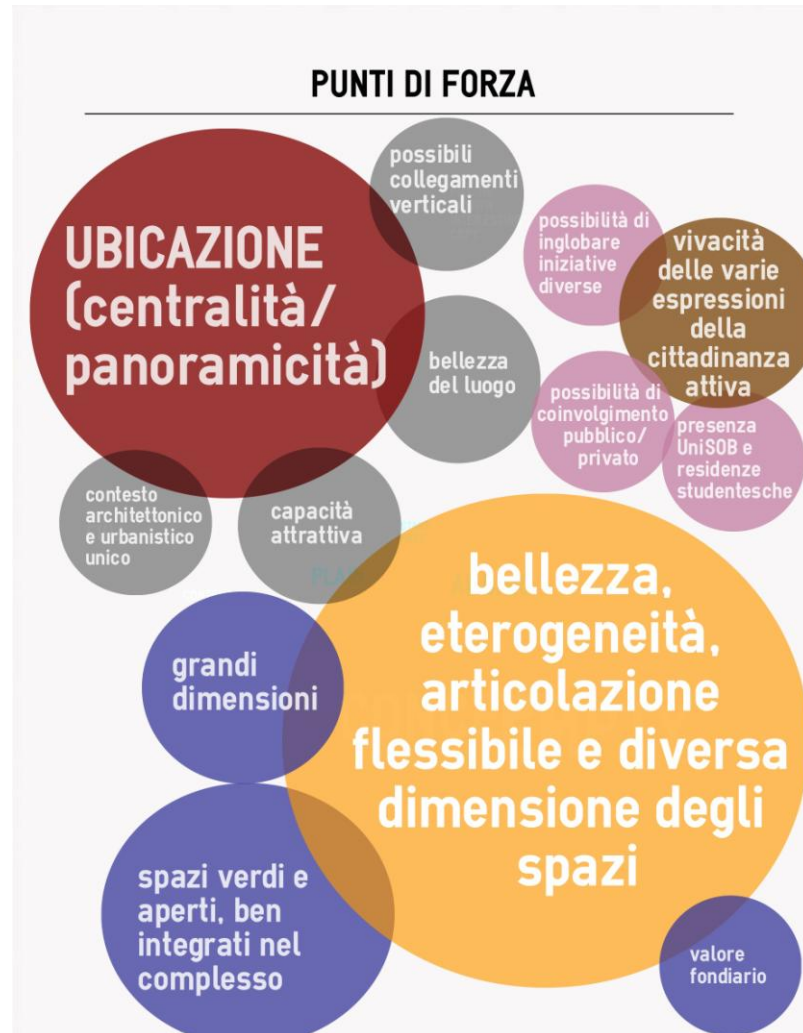 PUNTI DI FORZA
possibili
collegamenti
verticali
UBICAZIONE
(centralità/
panoramicità)
possibilità di
inglobare
iniziative
diverse
vivacità
delle varie
espressioni
della
cittadinanza
attiva
bellezza
del luogo
possibilità di
coinvolgimento
pubblico/
privato
presenza
UniSOB e
residenze
studentesche
contesto
architettonico
e urbanistico
unico
capacità
attrattiva
bellezza,
eterogeneità,
articolazione
flessibile e diversa
dimensione degli
spazi
grandi
dimensioni
spazi verdi e
aperti, ben
integrati nel
complesso
valore
fondiario